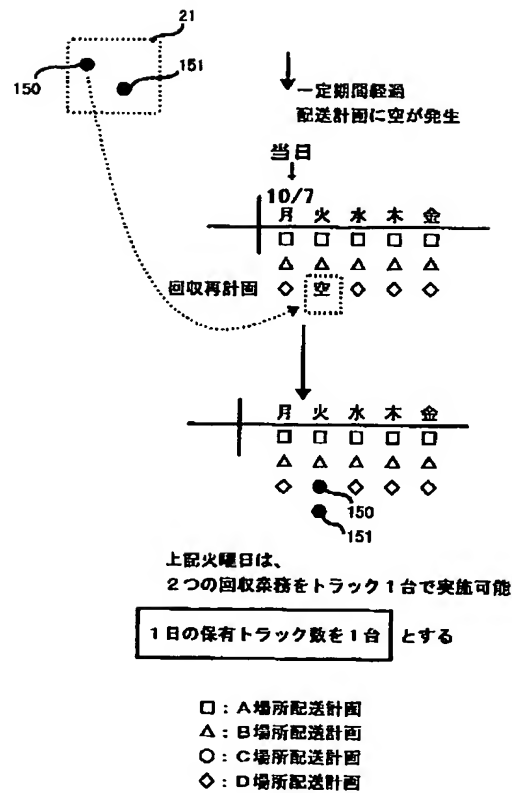 21
150
151
一定期間経過
配送計画に空が発生
当日
10/7
月 火 水 木 金
□ □ □ □ □
△ △ △ △ △
回収再計画 ◇ 空 ◇ ◇ ◇
月 火 水 木 金
□ □ □ □ □
△ △ △ △ △
◇ ● ◇ ◇ ◇
150
151
上記火曜日は、
2つの回収業務をトラック1台で実施可能
1日の保有トラック数を1台 とする
□：A場所配送計画
△：B場所配送計画
○：C場所配送計画
◇：D場所配送計画